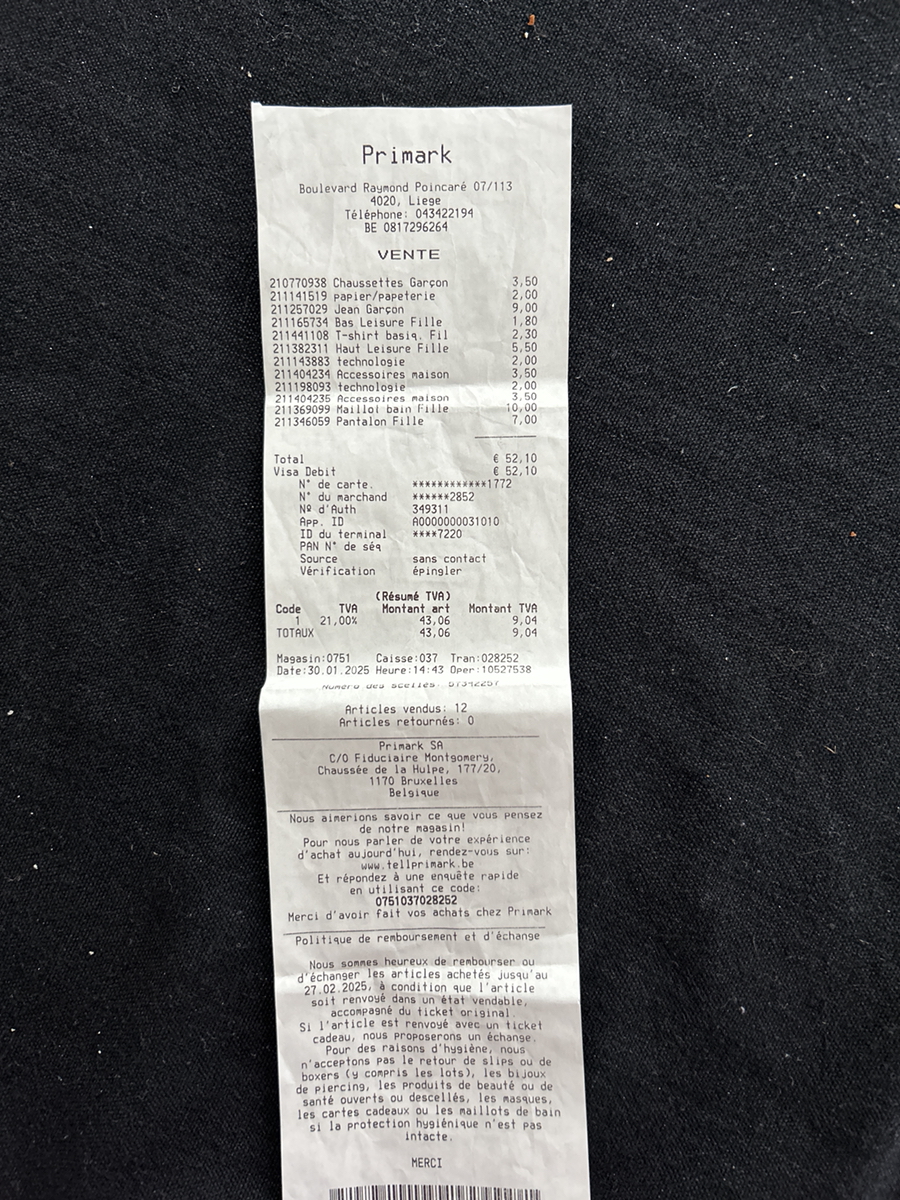 Primark
Boulevard Raymond Poincaré 07/113
4020, Liege
Téléphone: 043422194
BE 0817296264
VENTE
210770938 Chaussettes Garçon 3,50
211141519 papier/papeterie 2,00
211257029 Jean Garçon 9,00
211165734 Bas Leisure Fille 1,80
211441108 T-shirt basiq. Fil 2,30
211382311 Haut Leisure Fille 5,50
211143883 technologie 2,00
211404234 Accessoires maison 3,50
211198093 technologie 2,00
211404235 Accessoires maison 3,50
211369099 Maillot bain Fille 10,00
211346059 Pantalon Fille 7,00
Total € 52,10
Visa Debit € 52,10
N° de carte. ************1772
N° du marchand ******2852
Nº d'Auth 349311
App. ID A0000000031010
ID du terminal ****7220
PAN N° de séq
Source sans contact
Vérification épingler
(Résumé TVA)
Code TVA Montant art Montant TVA
1 21,00% 43,06 9,04
TOTAUX 43,06 9,04
Magasin:0751 Caisse:037 Tran:028252
Date:30.01.2025 Heure:14:43 Oper:10527538
Numéro des scellés:
Articles vendus: 12
Articles retournés: 0
Primark SA
C/O Fiduciaire Montgomery,
Chaussée de la Hulpe, 177/20,
1170 Bruxelles
Belgique
Nous aimerions savoir ce que vous pensez
de notre magasin!
Pour nous parler de votre expérience
d'achat aujourd'hui, rendez-vous sur:
www.tellprimark.be
Et répondez à une enquête rapide
en utilisant ce code:
0751037028252
Merci d'avoir fait vos achats chez Primark
Politique de remboursement et d'échange
Nous sommes heureux de rembourser ou
d'échanger les articles achetés jusqu'au
27.02.2025, à condition que l'article
soit renvoyé dans un état vendable,
accompagné du ticket original.
Si l'article est renvoyé avec un ticket
cadeau, nous proposerons un échange.
Pour des raisons d'hygiène, nous
n'acceptons pas le retour de slips ou de
boxers (y compris les lots), les bijoux
de piercing, les produits de beauté ou de
santé ouverts ou descellés, les masques,
les cartes cadeaux ou les maillots de bain
si la protection hygiénique n'est pas
intacte.
MERCI